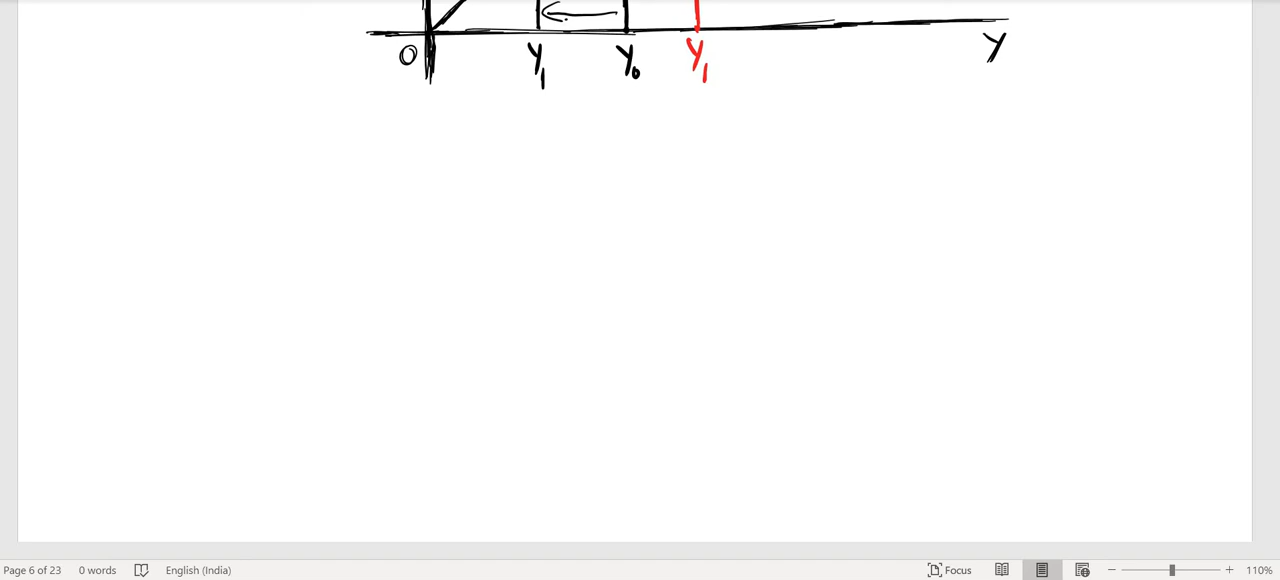 0 Y₁ Y₀ Y₁ Y
Page 6 of 23 0 words English (India) Focus 110%